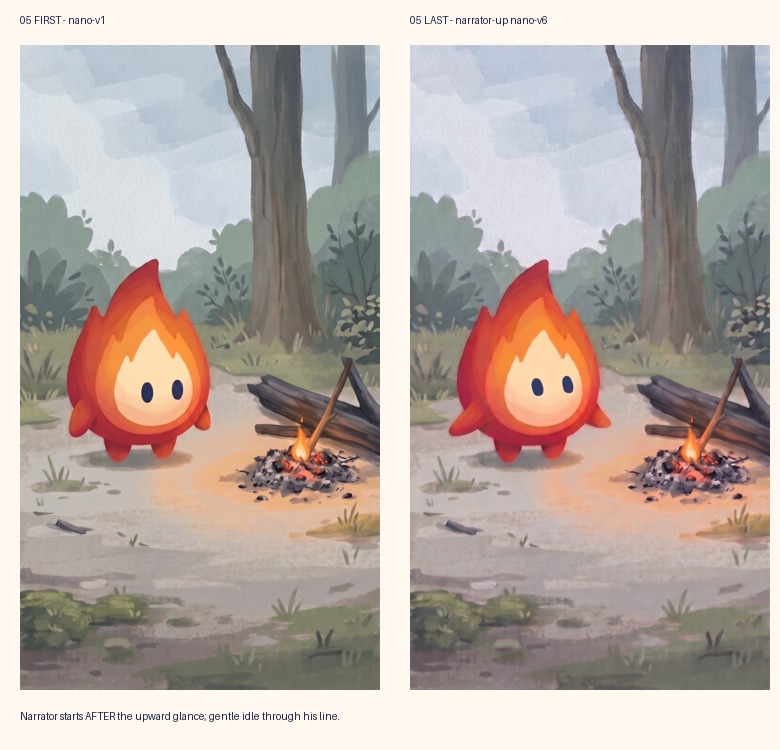 05 FIRST - nano-v1
05 LAST - narrator-up nano-v6
Narrator starts AFTER the upward glance; gentle idle through his line.